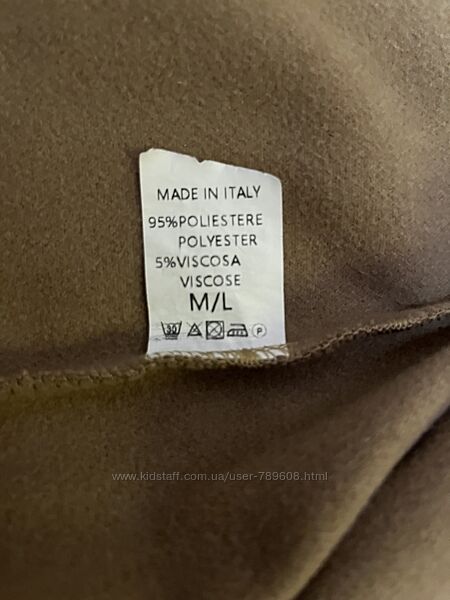 MADE IN ITALY
95%POLIESTERE
POLYESTER
5%VISCOSA
VISCOSE
M/L
30 P
www.kidstaff.com.ua/user-789608.html